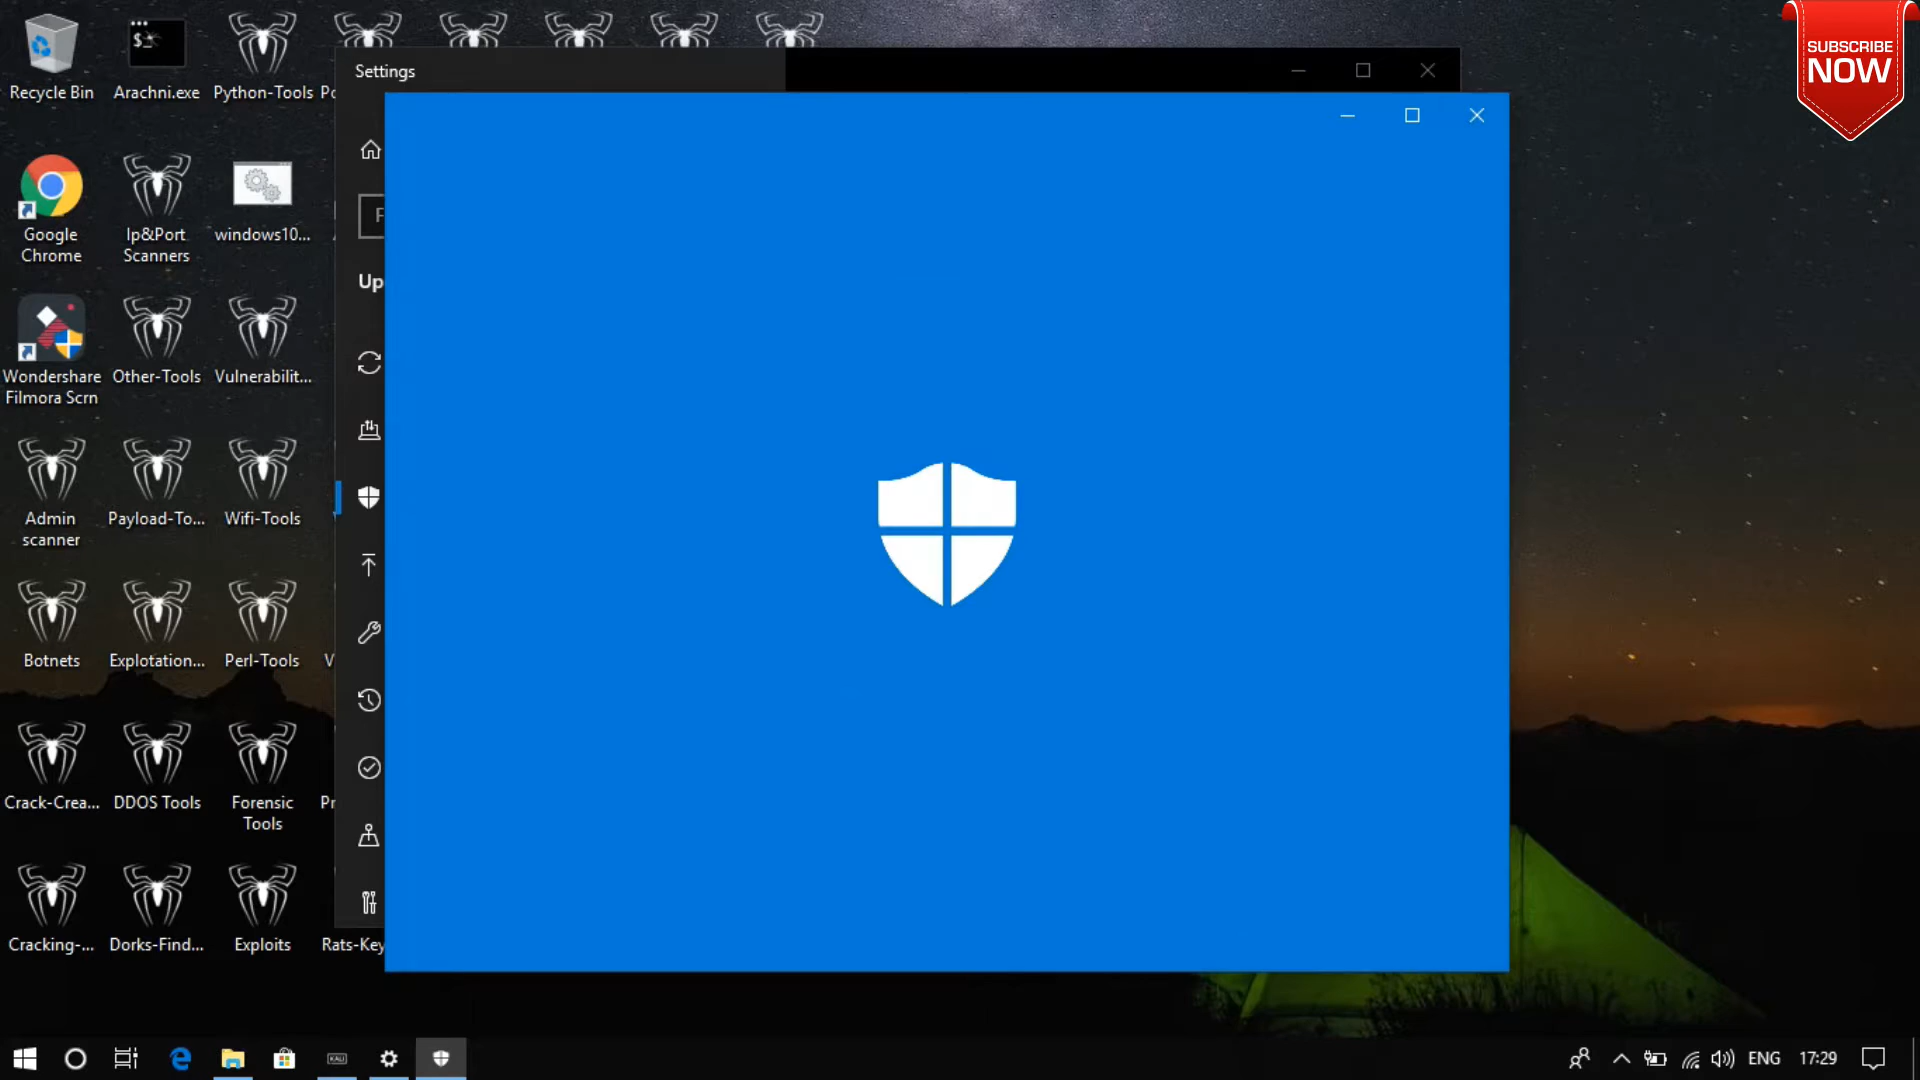 SUBSCRIBE
NOW
Settings
Recycle Bin
Arachni.exe
Python-Tools
Google
Chrome
Ip&Port
Scanners
windows10...
F
Up
Wondershare
Filmora Scrn
Other-Tools
Vulnerabilit...
Admin
scanner
Payload-To...
Wifi-Tools
Botnets
Explotation...
Perl-Tools
V
Crack-Crea...
DDOS Tools
Forensic
Tools
Pr
Cracking-...
Dorks-Find...
Exploits
Rats-Key
KALI
ENG
17:29